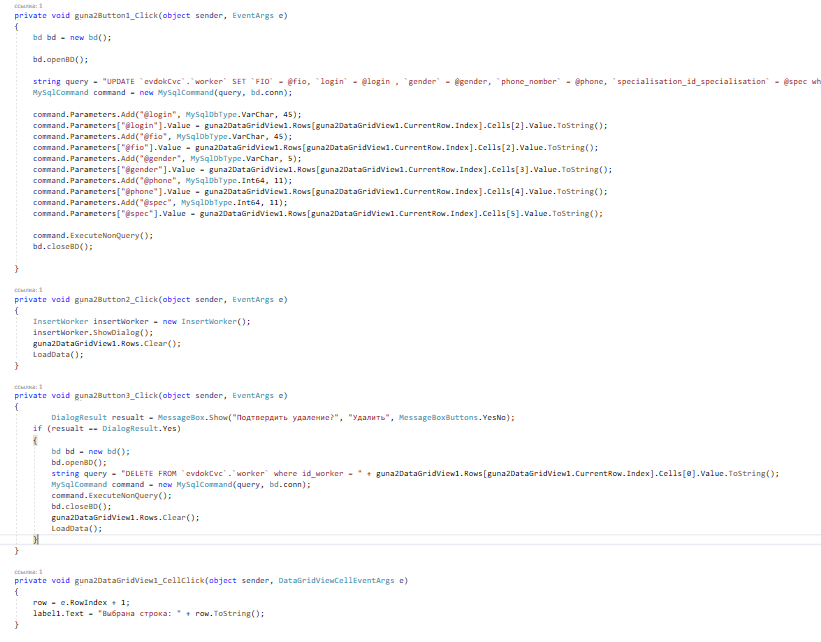 ссылка: 1
private void guna2Button1_Click(object sender, EventArgs e)
{
bd bd = new bd();
bd.openBD();
string query = "UPDATE `evdokCvc`.`worker` SET `FIO` = @fio, `login` = @login , `gender` = @gender, `phone_nomber` = @phone, `specialisation_id_specialisation` = @spec wh
MySqlCommand command = new MySqlCommand(query, bd.conn);
command.Parameters.Add("@login", MySqlDbType.VarChar, 45);
command.Parameters["@login"].Value = guna2DataGridView1.Rows[guna2DataGridView1.CurrentRow.Index].Cells[2].Value.ToString();
command.Parameters.Add("@fio", MySqlDbType.VarChar, 45);
command.Parameters["@fio"].Value = guna2DataGridView1.Rows[guna2DataGridView1.CurrentRow.Index].Cells[2].Value.ToString();
command.Parameters.Add("@gender", MySqlDbType.VarChar, 5);
command.Parameters["@gender"].Value = guna2DataGridView1.Rows[guna2DataGridView1.CurrentRow.Index].Cells[3].Value.ToString();
command.Parameters.Add("@phone", MySqlDbType.Int64, 11);
command.Parameters["@phone"].Value = guna2DataGridView1.Rows[guna2DataGridView1.CurrentRow.Index].Cells[4].Value.ToString();
command.Parameters.Add("@spec", MySqlDbType.Int64, 11);
command.Parameters["@spec"].Value = guna2DataGridView1.Rows[guna2DataGridView1.CurrentRow.Index].Cells[5].Value.ToString();
command.ExecuteNonQuery();
bd.closeBD();
}
ссылка: 1
private void guna2Button2_Click(object sender, EventArgs e)
{
InsertWorker insertWorker = new InsertWorker();
insertWorker.ShowDialog();
guna2DataGridView1.Rows.Clear();
LoadData();
}
ссылка: 1
private void guna2Button3_Click(object sender, EventArgs e)
{
DialogResult resualt = MessageBox.Show("Подтвердить удаление?", "Удалить", MessageBoxButtons.YesNo);
if (resualt == DialogResult.Yes)
{
bd bd = new bd();
bd.openBD();
string query = "DELETE FROM `evdokCvc`.`worker` where id_worker = " + guna2DataGridView1.Rows[guna2DataGridView1.CurrentRow.Index].Cells[0].Value.ToString();
MySqlCommand command = new MySqlCommand(query, bd.conn);
command.ExecuteNonQuery();
bd.closeBD();
guna2DataGridView1.Rows.Clear();
LoadData();
}
}
ссылка: 1
private void guna2DataGridView1_CellClick(object sender, DataGridViewCellEventArgs e)
{
row = e.RowIndex + 1;
label1.Text = "Выбрана строка: " + row.ToString();
}